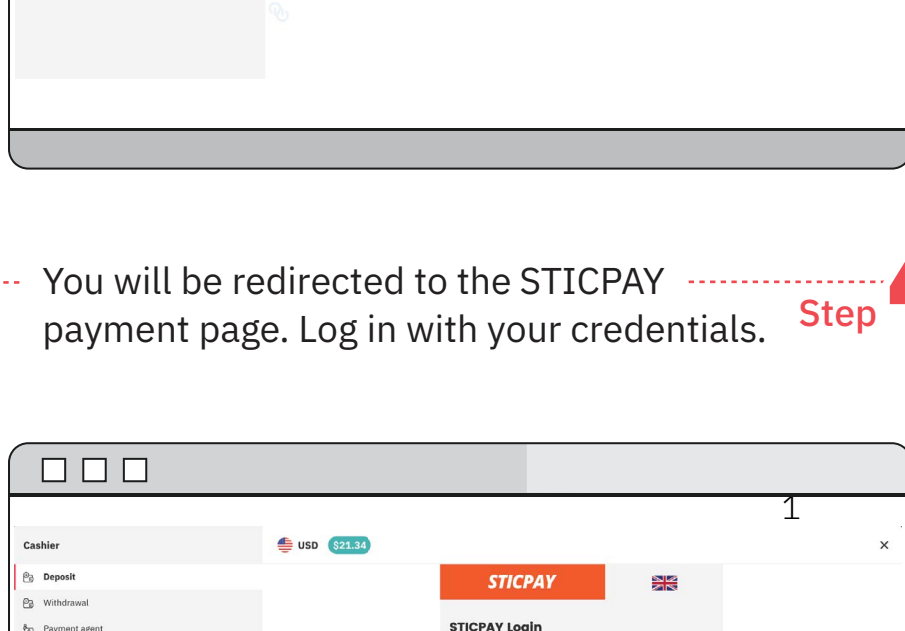 You will be redirected to the STICPAY
payment page. Log in with your credentials.
Step
1
Cashier
USD $21.34
×
Deposit
STICPAY
Withdrawal
Payment agent
STICPAY Login